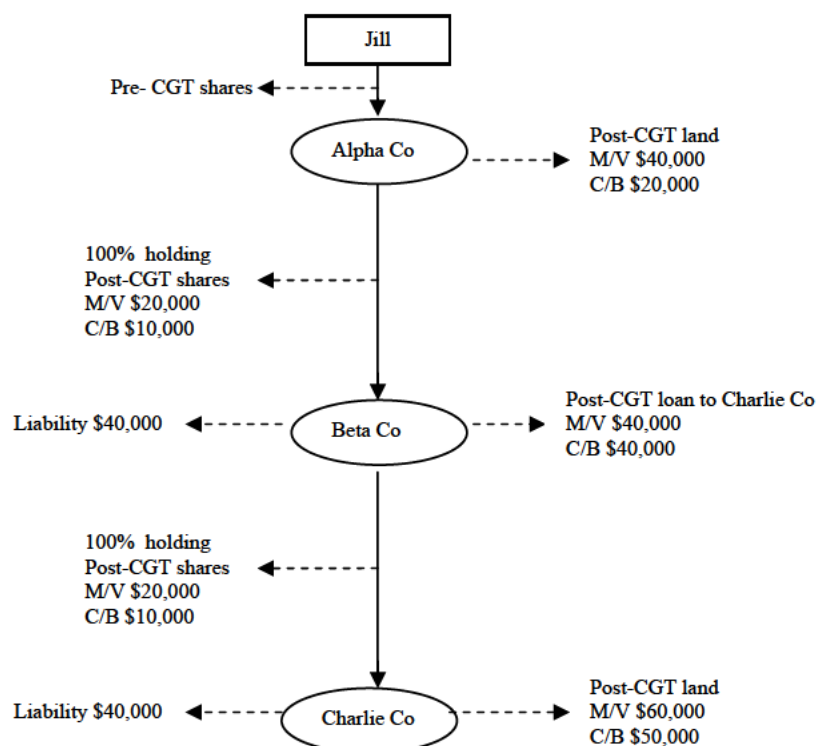 Jill
Pre- CGT shares
Alpha Co
Post-CGT land
M/V $40,000
C/B $20,000
100% holding
Post-CGT shares
M/V $20,000
C/B $10,000
Liability $40,000
Beta Co
Post-CGT loan to Charlie Co
M/V $40,000
C/B $40,000
100% holding
Post-CGT shares
M/V $20,000
C/B $10,000
Liability $40,000
Charlie Co
Post-CGT land
M/V $60,000
C/B $50,000